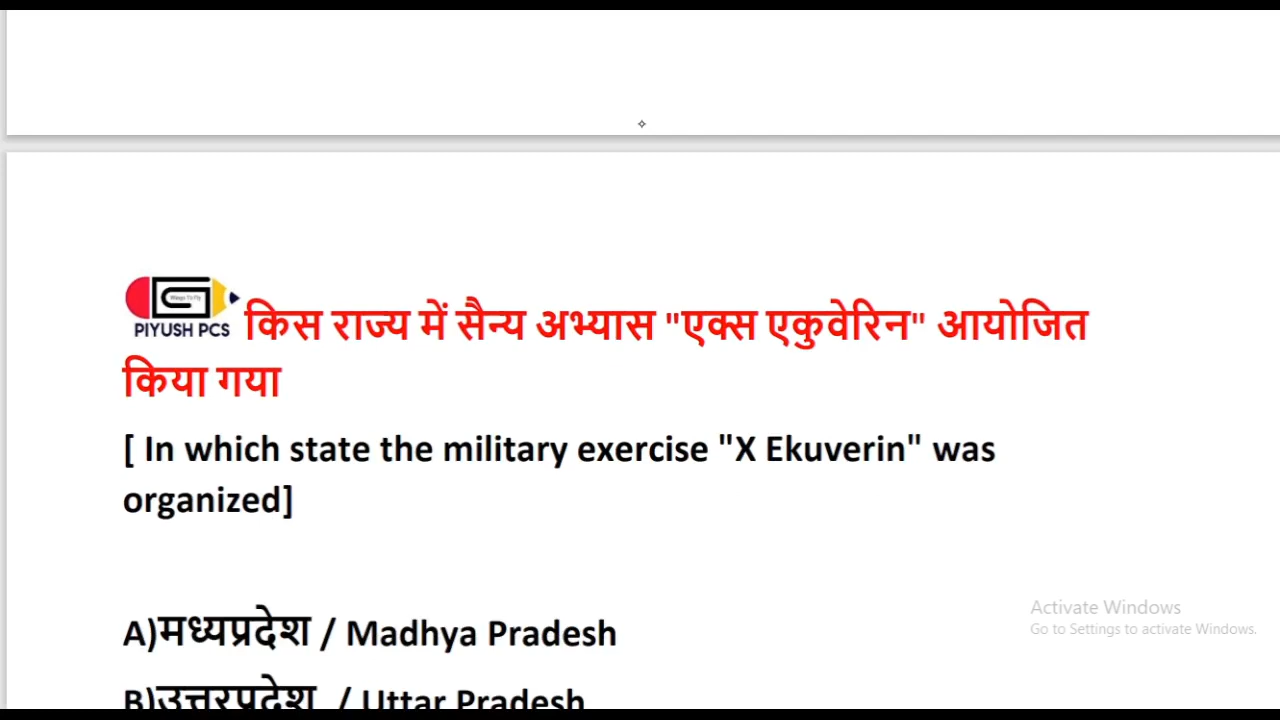 PIYUSH PCS किस राज्य में सैन्य अभ्यास "एक्स एकुवेरिन" आयोजित
किया गया
[ In which state the military exercise "X Ekuverin" was
organized]
A)मध्यप्रदेश / Madhya Pradesh
B)उत्तरप्रदेश / Uttar Pradesh
Activate Windows
Go to Settings to activate Windows.